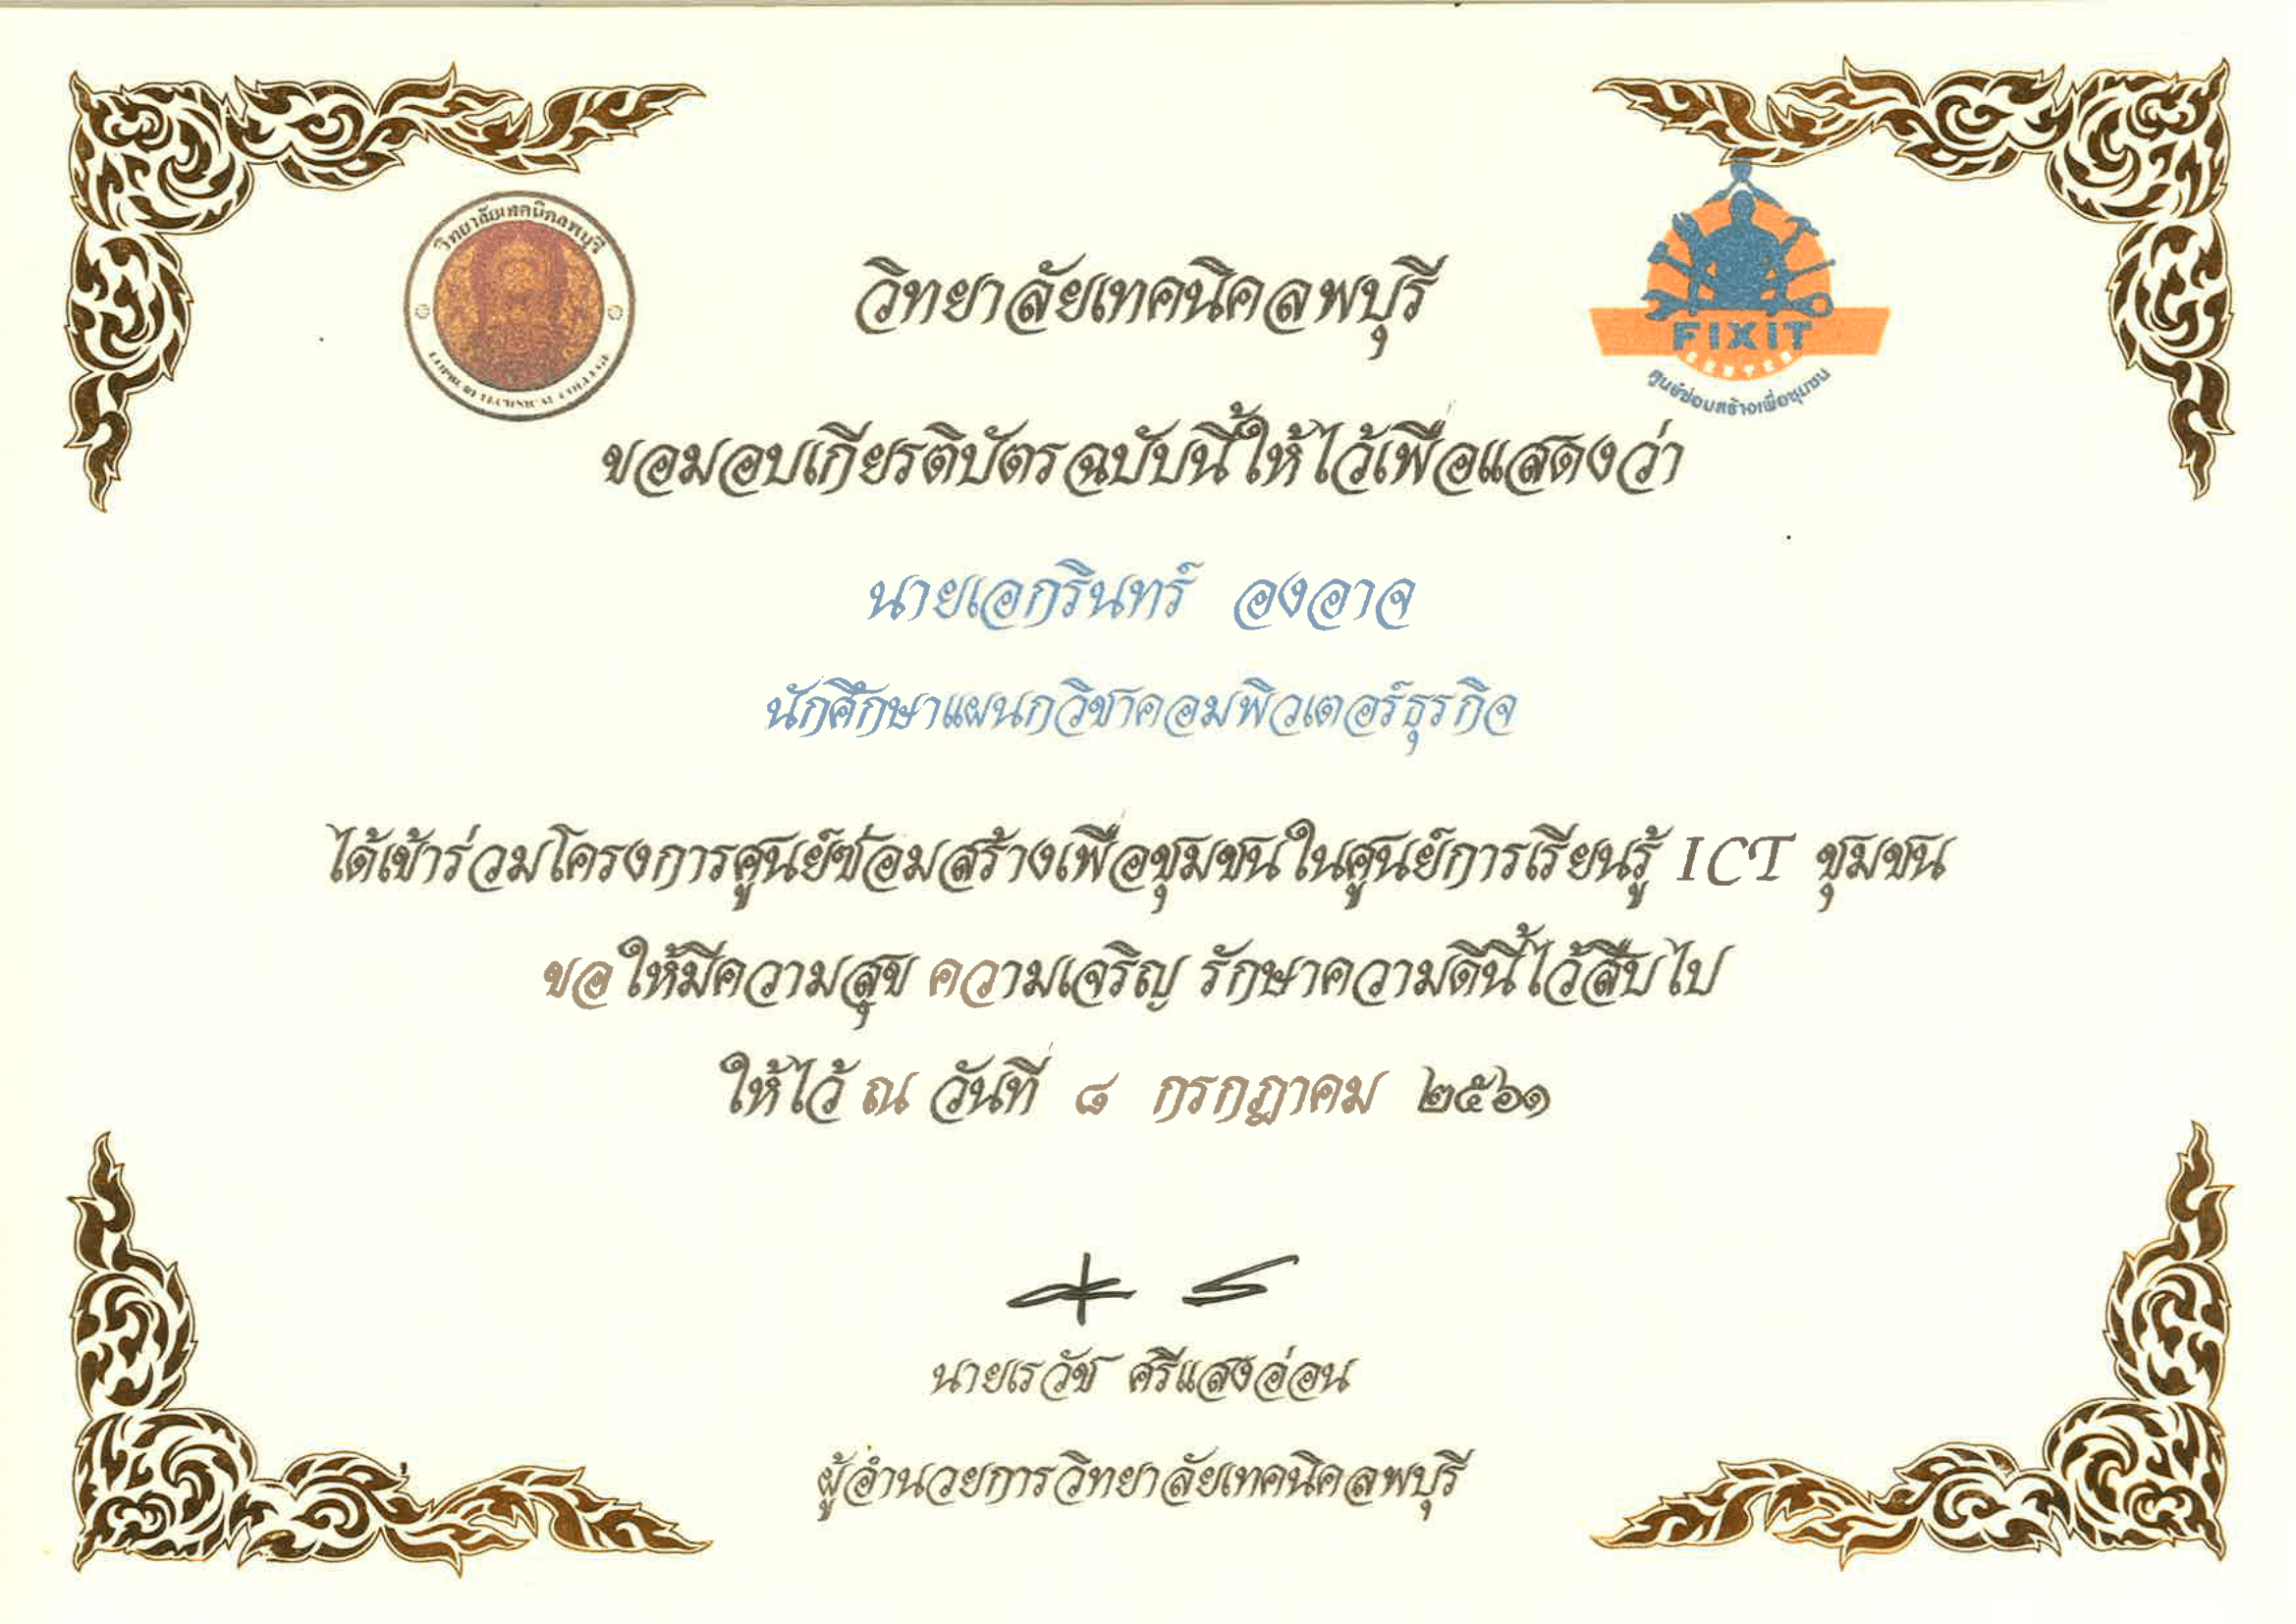 วิทยาลัยเทคนิคลพบุรี
LOPBURI TECHNICAL COLLEGE
FIXIT
CENTER
ศูนย์ซ่อมสร้างเพื่อชุมชน
วิทยาลัยเทคนิคลพบุรี
ขอมอบเกียรติบัตรฉบับนี้ให้ไว้เพื่อแสดงว่า
นายเอกรินทร์ องอาจ
นักศึกษาแผนกวิชาคอมพิวเตอร์ธุรกิจ
ได้เข้าร่วมโครงการศูนย์ซ่อมสร้างเพื่อชุมชนในศูนย์การเรียนรู้ ICT ชุมชน
ขอให้มีความสุข ความเจริญ รักษาความดีนี้ไว้สืบไป
ให้ไว้ ณ วันที่ ๘ กรกฎาคม ๒๕๖๑
นายเรวัช ศรีแสงอ่อน
ผู้อำนวยการวิทยาลัยเทคนิคลพบุรี